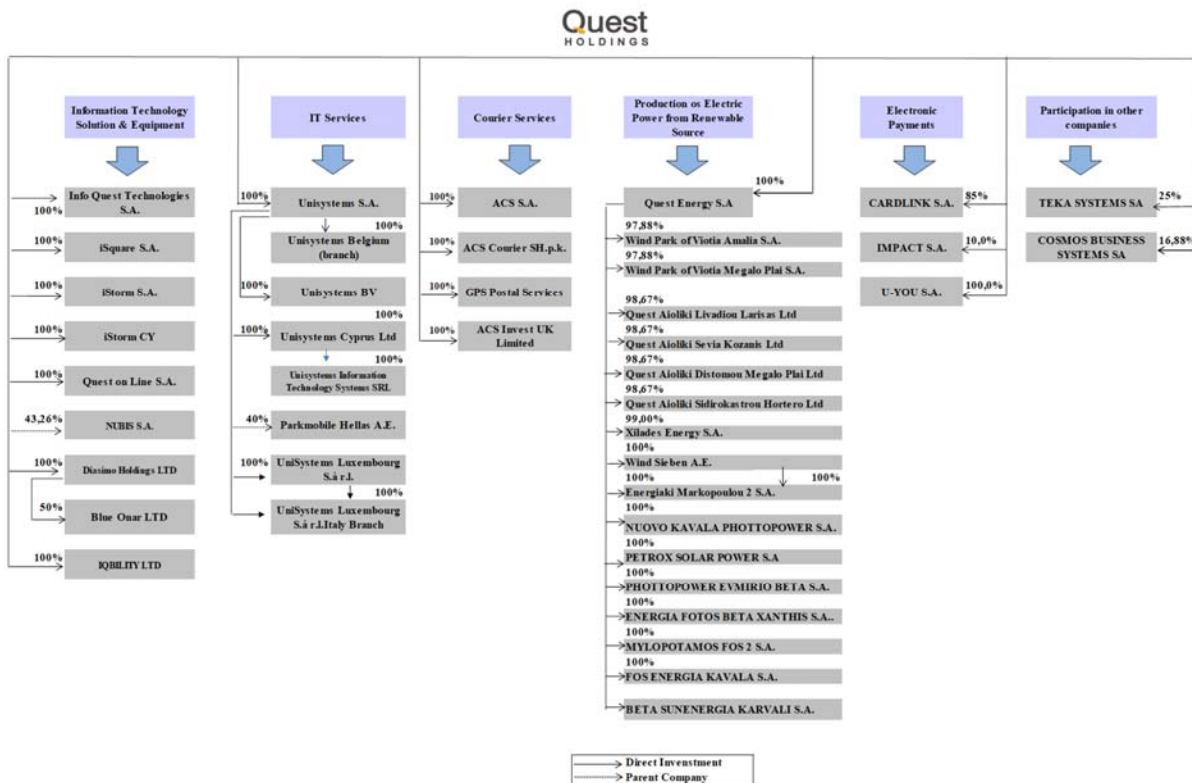 Quest
HOLDINGS
Information Technology
Solution & Equipment
100%
Info Quest Technologies
S.A.
100%
iSquare S.A.
100%
iStorm S.A.
100%
iStorm CY
100%
Quest on Line S.A.
43,26%
NUBIS S.A.
100%
Diasimo Holdings LTD
50%
Blue Onar LTD
100%
IQBILITY LTD
IT Services
100%
Unisystems S.A.
100%
Unisystems Belgium
(branch)
Unisystems BV
100%
100%
Unisystems Cyprus Ltd
100%
Unisystems Information
Technology Systems SRL
40%
Parkmobile Hellas A.E.
100%
UniSystems Luxembourg
S.à r.l.
100%
UniSystems Luxembourg
S.à r.l.Italy Branch
Courier Services
100%
ACS S.A.
100%
ACS Courier SH.p.k.
100%
GPS Postal Services
100%
ACS Invest UK
Limited
Production os Electric
Power from Renewable
Source
100%
Quest Energy S.A
97,88%
Wind Park of Viotia Amalia S.A.
97,88%
Wind Park of Viotia Megalo Plai S.A.
98,67%
Quest Aioliki Livadiou Larisas Ltd
98,67%
Quest Aioliki Sevia Kozanis Ltd
98,67%
Quest Aioliki Distomou Megalo Plai Ltd
98,67%
Quest Aioliki Sidirokastrou Hortero Ltd
99,00%
Xilades Energy S.A.
100%
Wind Sieben A.E.
100%
100%
Energiaki Markopoulou 2 S.A.
100%
NUOVO KAVALA PHOTTOPOWER S.A.
100%
PETROX SOLAR POWER S.A
100%
PHOTTOPOWER EVMIRIO BETA S.A.
100%
ENERGIA FOTOS BETA XANTHIS S.A..
100%
MYLOPOTAMOS FOS 2 S.A.
100%
FOS ENERGIA KAVALA S.A.
BETA SUNENERGIA KARVALI S.A.
Electronic
Payments
CARDLINK S.A.
85%
IMPACT S.A.
10,0%
U-YOU S.A.
100,0%
Participation in other
companies
TEKA SYSTEMS SA
25%
COSMOS BUSINESS
SYSTEMS SA
16,88%
Direct Invenstment
Parent Company